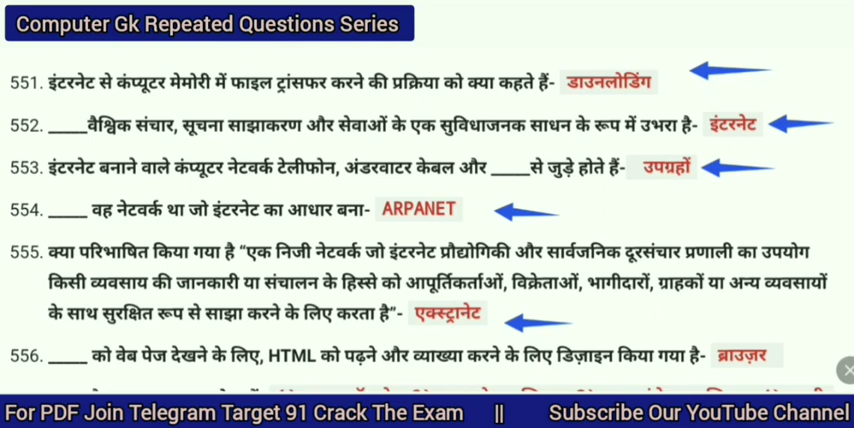 Computer Gk Repeated Questions Series
551. इंटरनेट से कंप्यूटर मेमोरी में फाइल ट्रांसफर करने की प्रक्रिया को क्या कहते हैं- डाउनलोडिंग
552. _____वैश्विक संचार, सूचना साझाकरण और सेवाओं के एक सुविधाजनक साधन के रूप में उभरा है- इंटरनेट
553. इंटरनेट बनाने वाले कंप्यूटर नेटवर्क टेलीफोन, अंडरवाटर केबल और _____से जुड़े होते हैं- उपग्रहों
554. _____ वह नेटवर्क था जो इंटरनेट का आधार बना- ARPANET
555. क्या परिभाषित किया गया है “एक निजी नेटवर्क जो इंटरनेट प्रौद्योगिकी और सार्वजनिक दूरसंचार प्रणाली का उपयोग
किसी व्यवसाय की जानकारी या संचालन के हिस्से को आपूर्तिकर्ताओं, विक्रेताओं, भागीदारों, ग्राहकों या अन्य व्यवसायों
के साथ सुरक्षित रूप से साझा करने के लिए करता है”- एक्स्ट्रानेट
556. _____ को वेब पेज देखने के लिए, HTML को पढ़ने और व्याख्या करने के लिए डिज़ाइन किया गया है- ब्राउज़र
For PDF Join Telegram Target 91 Crack The Exam || Subscribe Our YouTube Channel